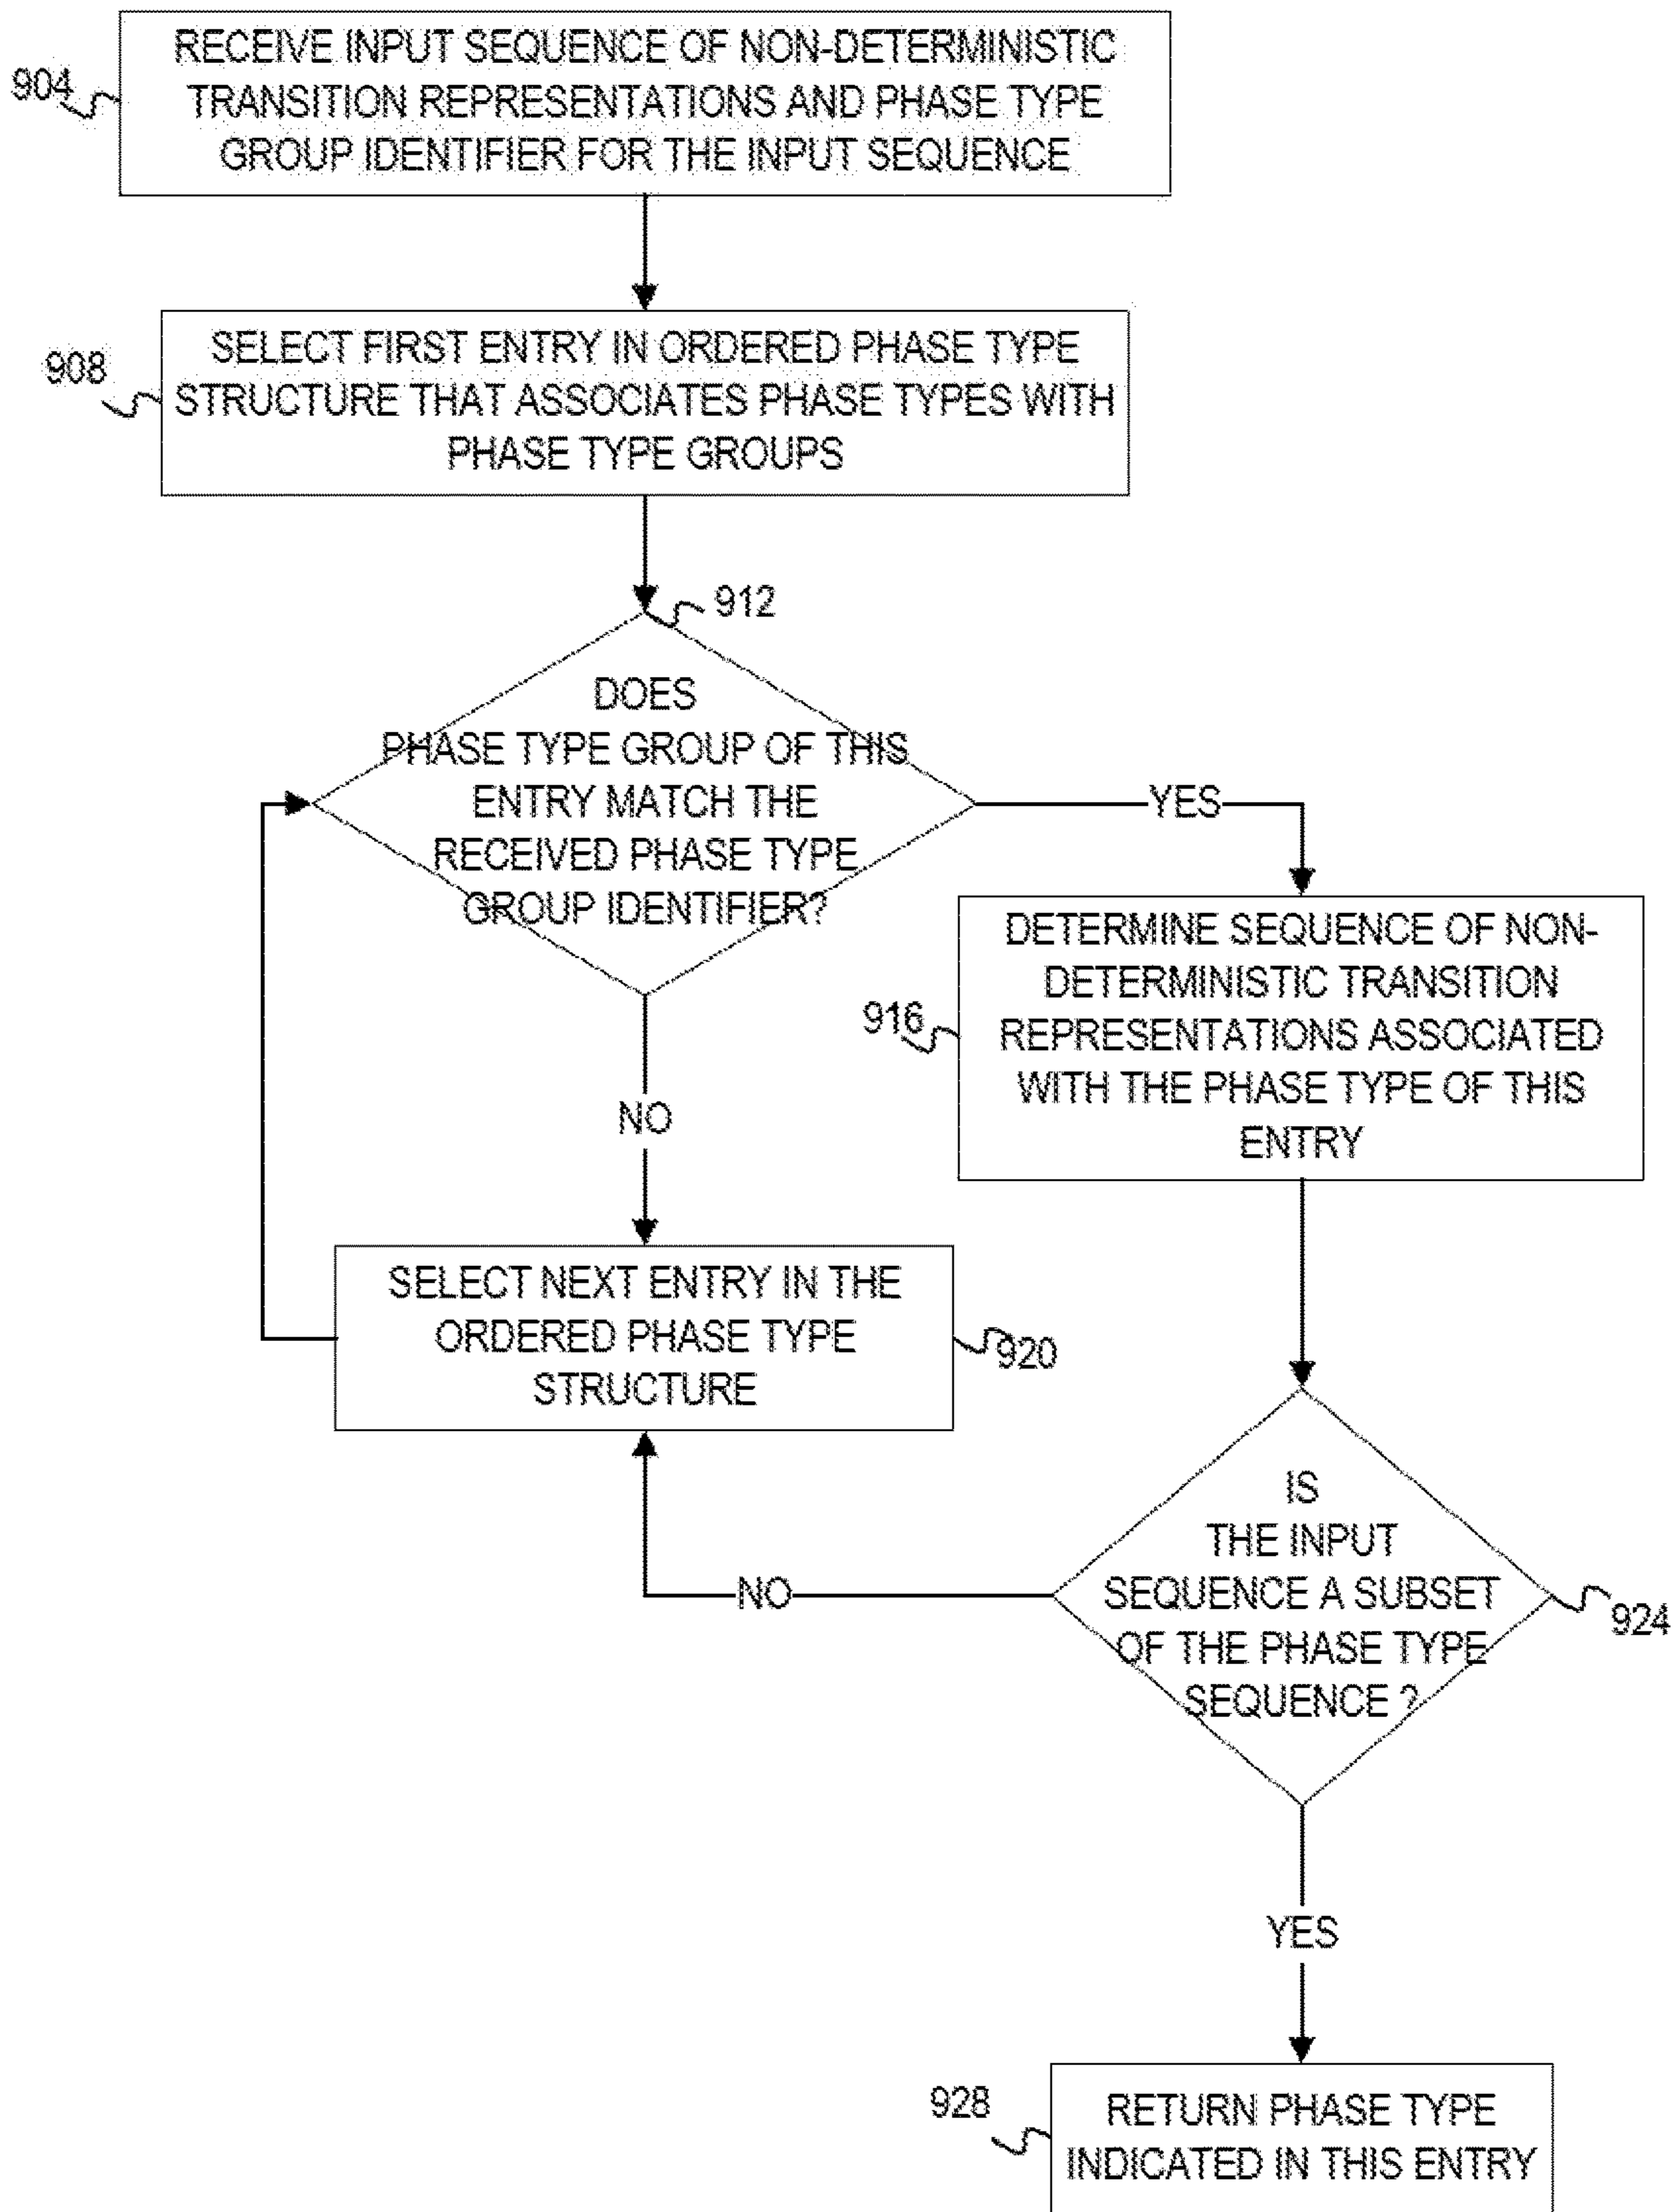 904
RECEIVE INPUT SEQUENCE OF NON-DETERMINISTIC
TRANSITION REPRESENTATIONS AND PHASE TYPE
GROUP IDENTIFIER FOR THE INPUT SEQUENCE
908
SELECT FIRST ENTRY IN ORDERED PHASE TYPE
STRUCTURE THAT ASSOCIATES PHASE TYPES WITH
PHASE TYPE GROUPS
912
DOES
PHASE TYPE GROUP OF THIS
ENTRY MATCH THE
RECEIVED PHASE TYPE
GROUP IDENTIFIER?
YES
NO
916
DETERMINE SEQUENCE OF NON-
DETERMINISTIC TRANSITION
REPRESENTATIONS ASSOCIATED
WITH THE PHASE TYPE OF THIS
ENTRY
SELECT NEXT ENTRY IN THE
ORDERED PHASE TYPE
STRUCTURE
920
IS
THE INPUT
SEQUENCE A SUBSET
OF THE PHASE TYPE
SEQUENCE ?
924
NO
YES
928
RETURN PHASE TYPE
INDICATED IN THIS ENTRY